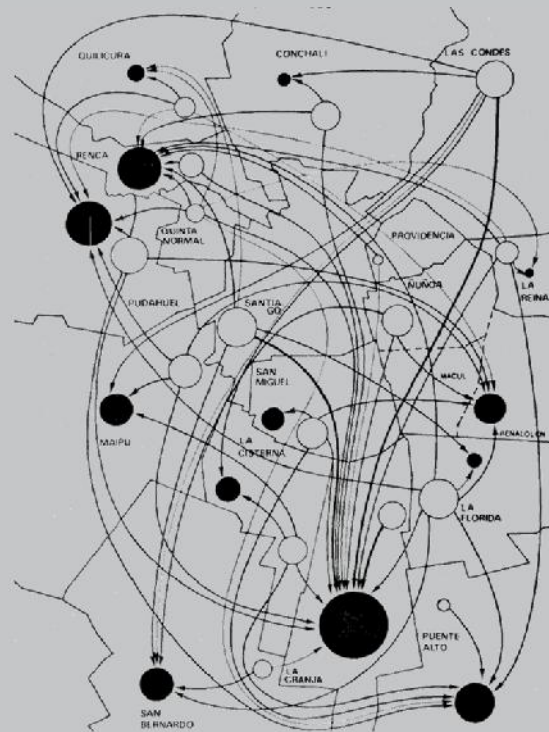 QUILICURA
CONCHALI
LAS CONDES
RENCA
QUINTA
NORMAL
PROVIDENCIA
LA
REINA
ÑUÑOA
PUDAHUEL
SANTIA
GO
SAN
MIGUEL
MACUL
PEÑALOLEN
MAIPU
LA
CISTERNA
LA
FLORIDA
PUENTE
ALTO
LA
GRANJA
SAN
BERNARDO